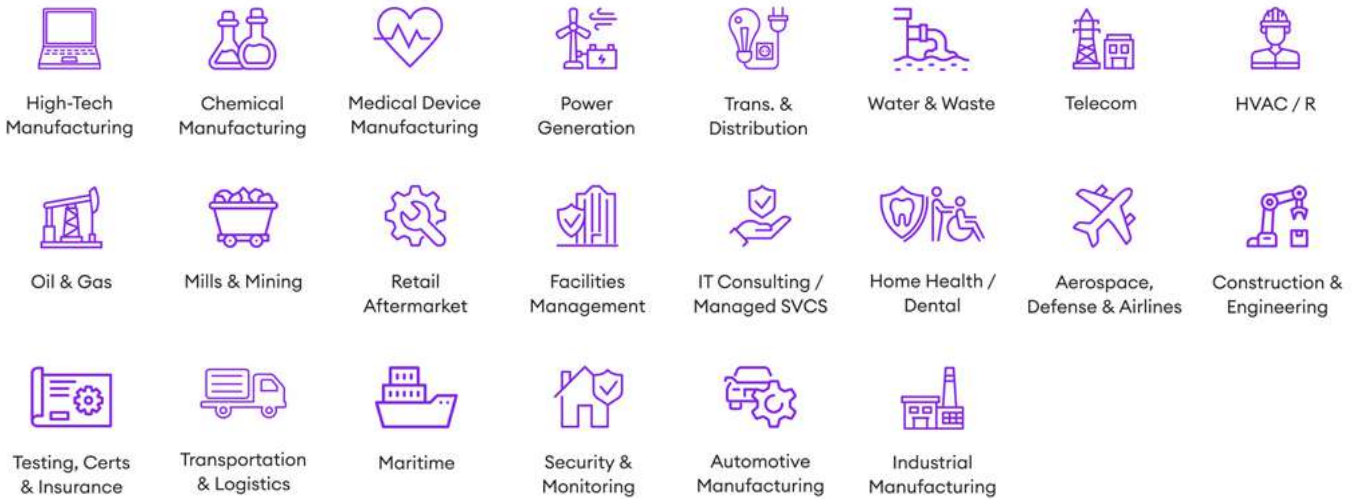 High-Tech
Manufacturing
Chemical
Manufacturing
Medical Device
Manufacturing
Power
Generation
Trans. &
Distribution
Water & Waste
Telecom
HVAC / R
Oil & Gas
Mills & Mining
Retail
Aftermarket
Facilities
Management
IT Consulting /
Managed SVCS
Home Health /
Dental
Aerospace,
Defense & Airlines
Construction &
Engineering
Testing, Certs
& Insurance
Transportation
& Logistics
Maritime
Security &
Monitoring
Automotive
Manufacturing
Industrial
Manufacturing